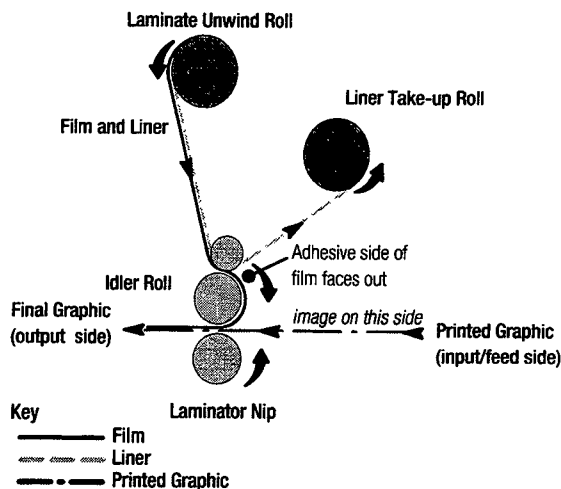 Laminate Unwind Roll
Liner Take-up Roll
Film and Liner
Adhesive side of
film faces out
Idler Roll
Final Graphic
(output side)
image on this side
Printed Graphic
(input/feed side)
Laminator Nip
Key
Film
Liner
Printed Graphic